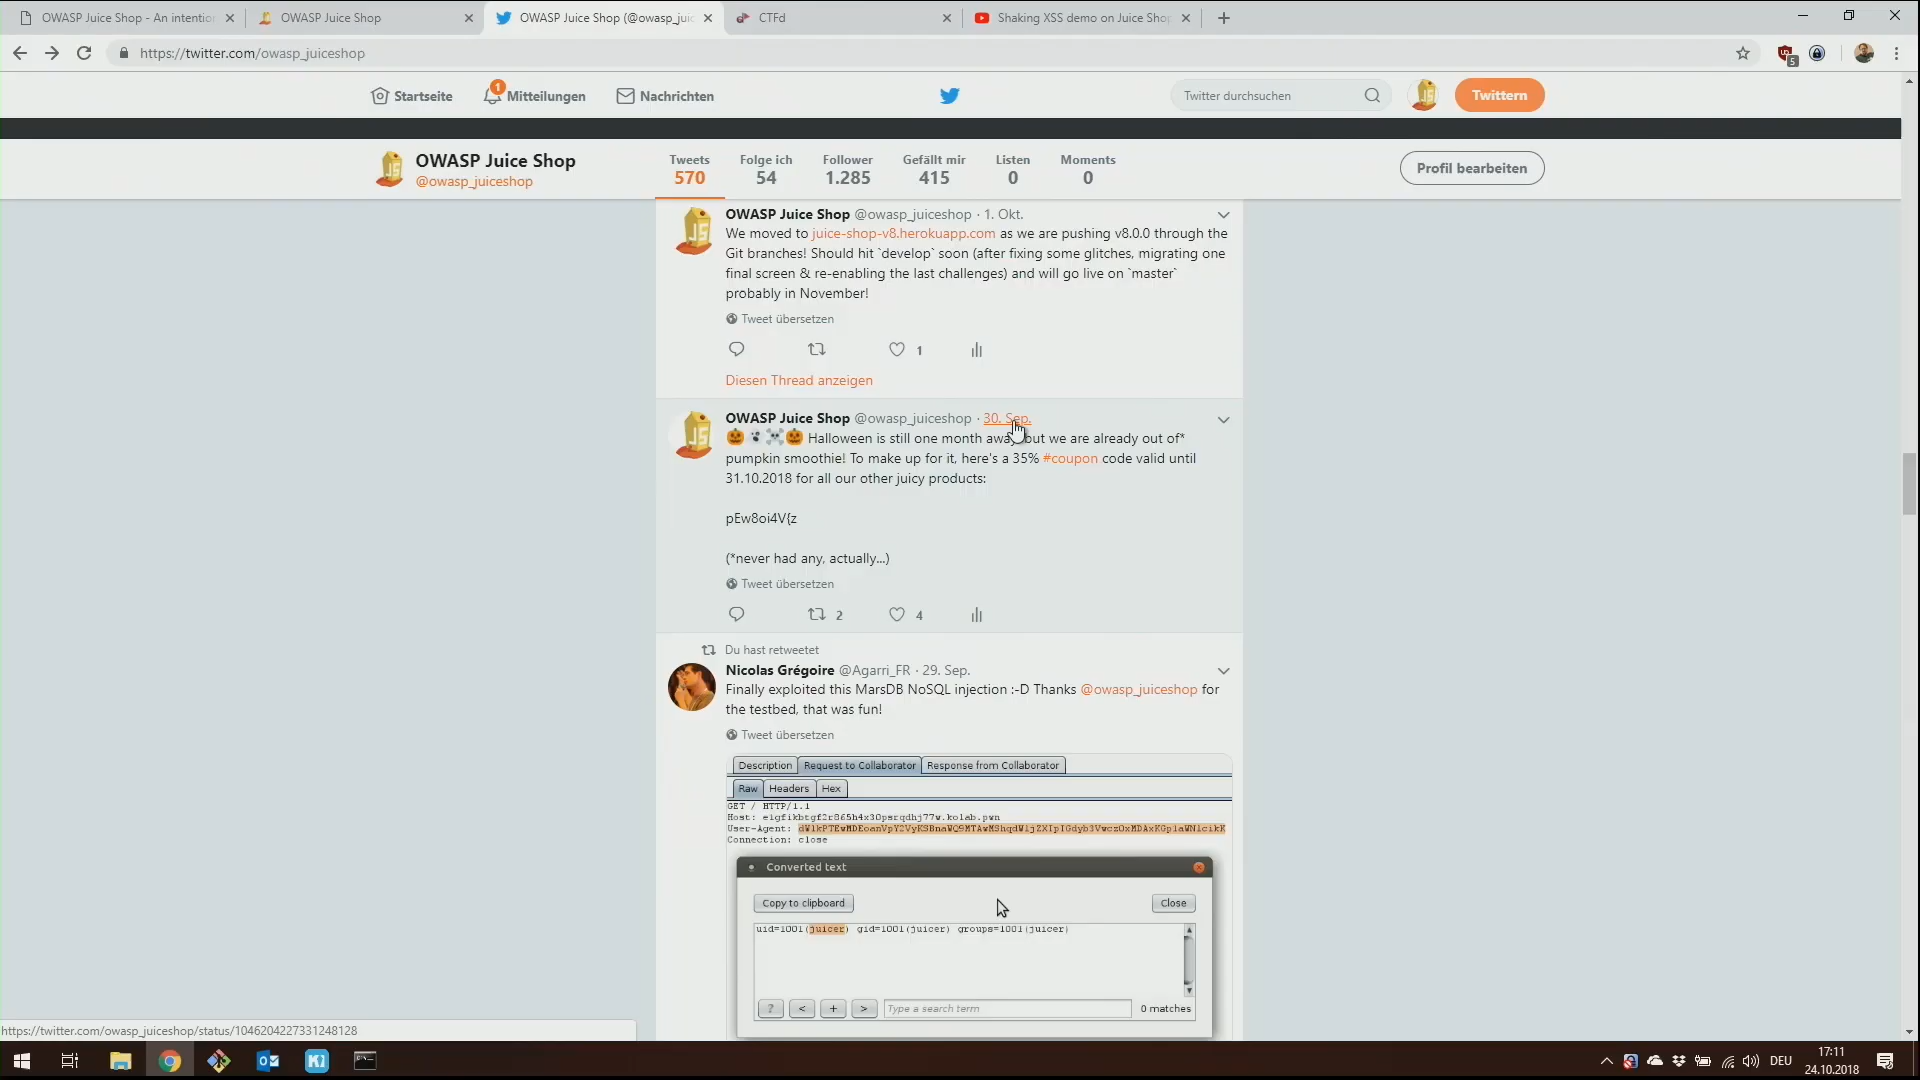 OWASP Juice Shop - An intentio
OWASP Juice Shop
OWASP Juice Shop (@owasp_juic
CTFd
Shaking XSS demo on Juice Shop
https://twitter.com/owasp_juiceshop
5
Startseite
1
Mitteilungen
Nachrichten
Twitter durchsuchen
Twittern
OWASP Juice Shop
@owasp_juiceshop
Tweets
570
Folge ich
54
Follower
1.285
Gefällt mir
415
Listen
0
Moments
0
Profil bearbeiten
OWASP Juice Shop @owasp_juiceshop · 1. Okt.
We moved to juice-shop-v8.herokuapp.com as we are pushing v8.0.0 through the
Git branches! Should hit `develop` soon (after fixing some glitches, migrating one
final screen & re-enabling the last challenges) and will go live on `master`
probably in November!
Tweet übersetzen
1
Diesen Thread anzeigen
OWASP Juice Shop @owasp_juiceshop · 30. Sep.
🎃👻☠️🎃 Halloween is still one month away but we are already out of*
pumpkin smoothie! To make up for it, here's a 35% #coupon code valid until
31.10.2018 for all our other juicy products:
pEw8oi4V{z
(*never had any, actually...)
Tweet übersetzen
2
4
Du hast retweetet
Nicolas Grégoire @Agarri_FR · 29. Sep.
Finally exploited this MarsDB NoSQL injection :-D Thanks @owasp_juiceshop for
the testbed, that was fun!
Tweet übersetzen
Description Request to Collaborator Response from Collaborator
Raw Headers Hex
GET / HTTP/1.1
Host:
User-Agent:
Connection: close
Converted text
Copy to clipboard
Close
uid=1001(juicer) gid=1001(juicer) groups=1001(juicer)
? < + > Type a search term 0 matches
https://twitter.com/owasp_juiceshop/status/1046204227331248128
DEU
17:11
24.10.2018